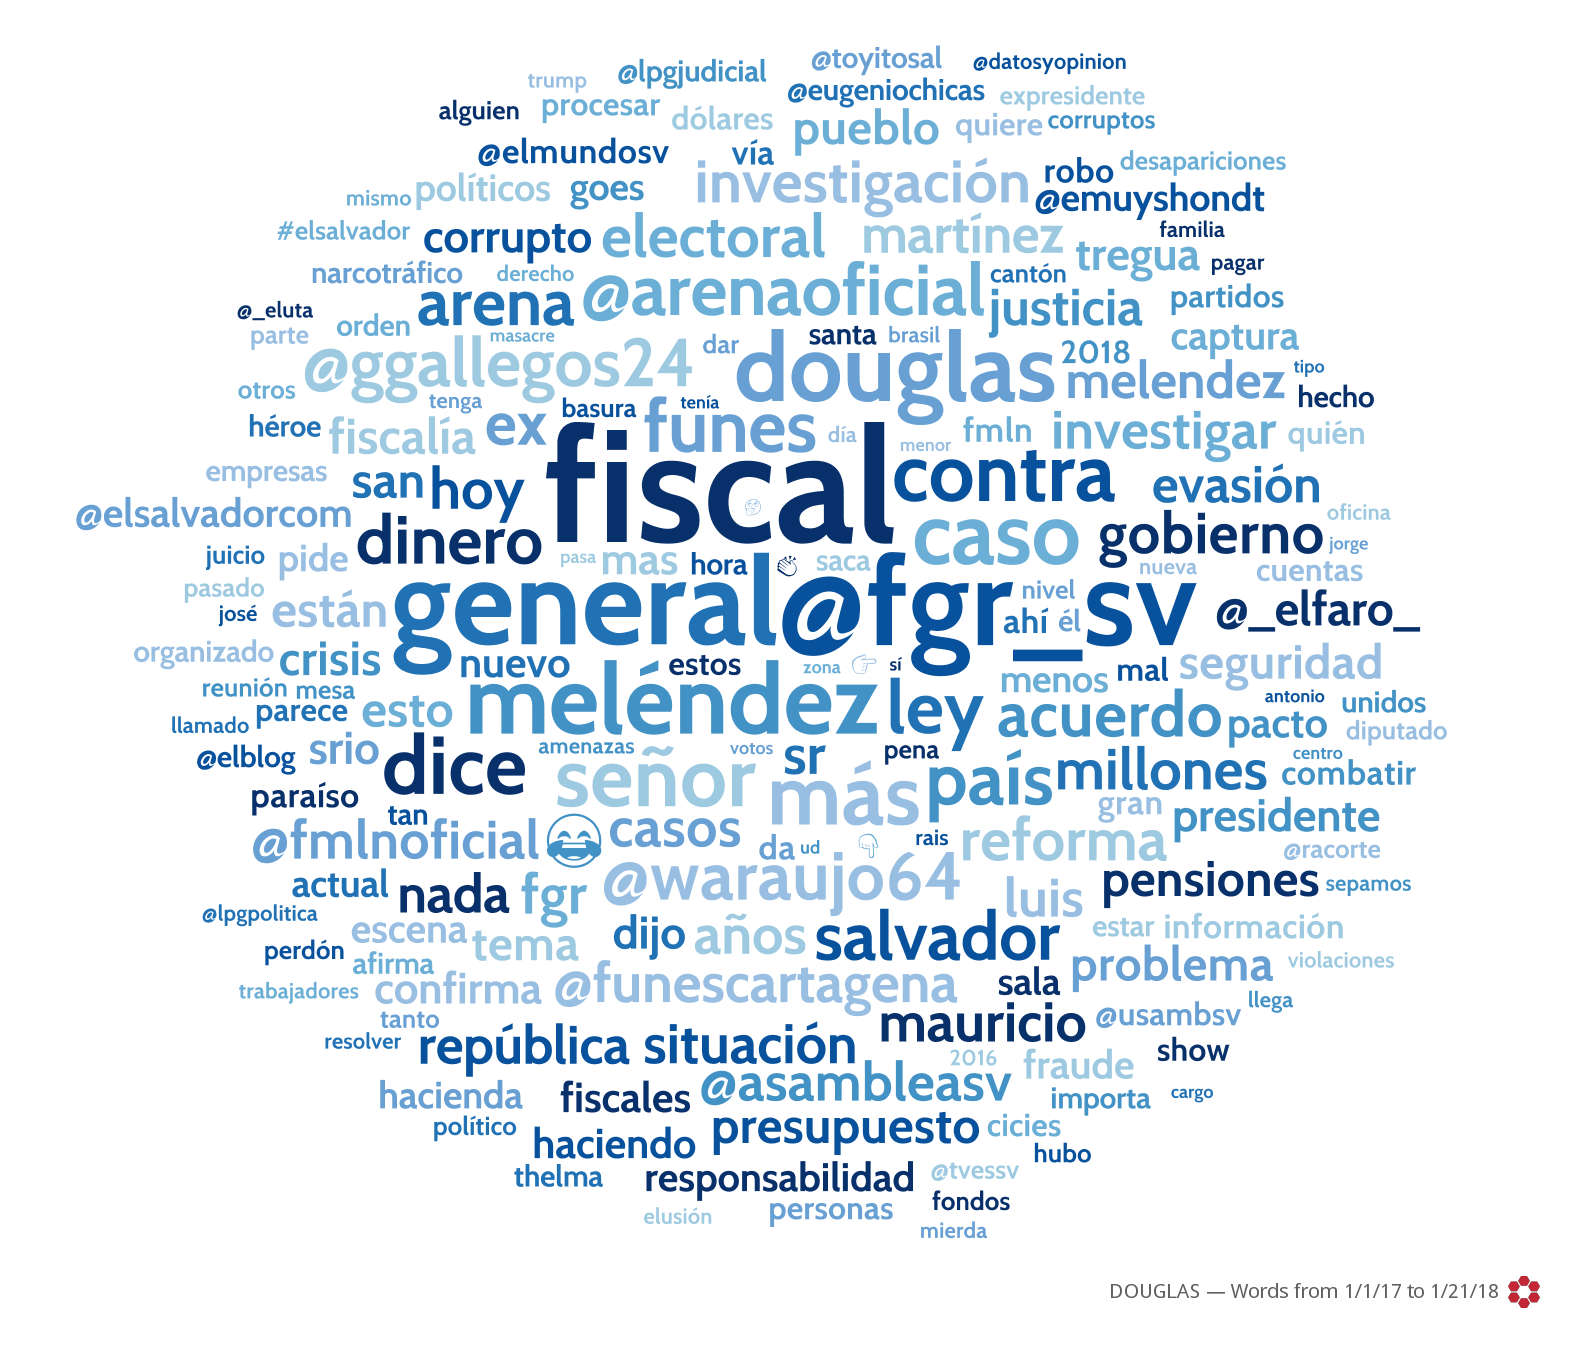 @toyitosal @datosyopinion
trump @lpgjudicial @eugeniochicas expresidente
alguien procesar dólares pueblo quiere corruptos
@elmundosv vía investigación robo desapariciones
mismo políticos goes @emuyshondt
#elsalvador corrupto electoral martínez familia
narcotráfico derecho tregua pagar
@_eluta arena @arenaoficial cantón justicia partidos
parte orden masacre dar santa brasil 2018 captura
@ggallegos24 douglas melendez tipo
otros tenga basura tenía hecho
héroe fiscalía ex funes día menor fmln investigar quién
empresas san hoy fiscal contra evasión
@elsalvadorcom dinero caso gobierno oficina
juicio pide pasa mas hora 👏 saca nueva jorge
pasado cuentas
josé están general @fgr_sv nivel ahí él @_elfaro_
organizado crisis nuevo estos zona 👉 sí mal seguridad
reunión mesa menos antonio unidos
llamado parece esto meléndez ley acuerdo pacto diputado
@elblog srio dice amenazas votos sr pena centro
paraíso señor más país millones combatir
tan gran presidente
@fmlnoficial 😂 casos da ud 👇 rais reforma @racorte
actual nada fgr @waraujo64 luis pensiones sepamos
@lpgpolitica escena tema dijo años salvador estar información
perdón afirma problema violaciones
trabajadores confirma @funescartagena sala llega
tanto mauricio @usambsv
resolver república situación 2016 fraude show
hacienda fiscales @asambleasv importa cargo
político haciendo presupuesto cicies
hubo
thelma responsabilidad @tvessv
elusión personas fondos
mierda
DOUGLAS — Words from 1/1/17 to 1/21/18